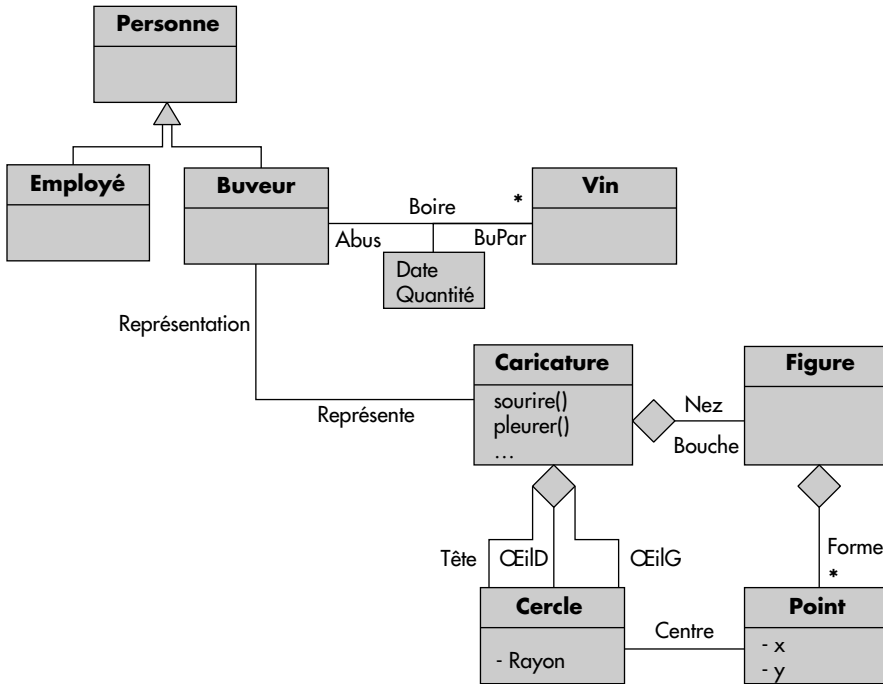 Personne
Employé
Buveur
Vin
Boire
*
Abus
BuPar
Date
Quantité
Représentation
Représente
Caricature
sourire()
pleurer()
...
Figure
Nez
Bouche
Tête
ŒilD
ŒilG
Forme
*
Cercle
- Rayon
Centre
Point
- x
- y